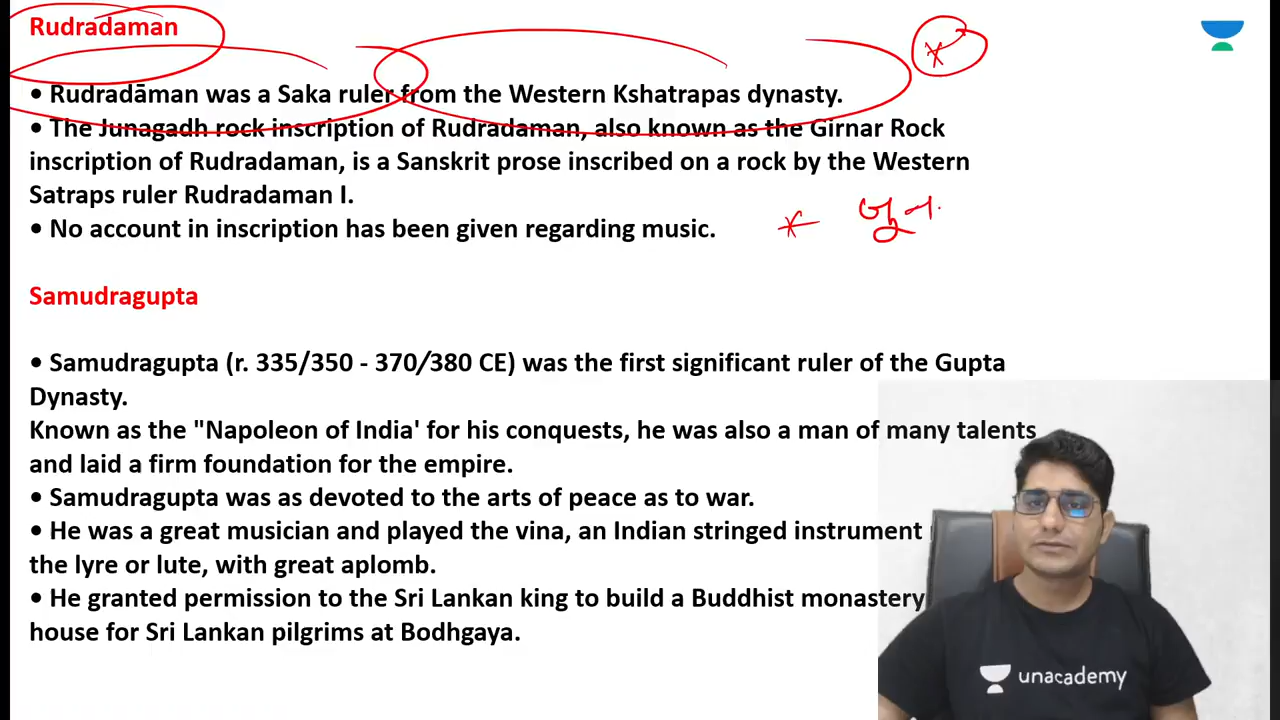 Rudradaman
• Rudradāman was a Saka ruler from the Western Kshatrapas dynasty.
• The Junagadh rock inscription of Rudradaman, also known as the Girnar Rock
inscription of Rudradaman, is a Sanskrit prose inscribed on a rock by the Western
Satraps ruler Rudradaman I.
• No account in inscription has been given regarding music.
Samudragupta
• Samudragupta (r. 335/350 - 370/380 CE) was the first significant ruler of the Gupta
Dynasty.
Known as the "Napoleon of India' for his conquests, he was also a man of many talents
and laid a firm foundation for the empire.
• Samudragupta was as devoted to the arts of peace as to war.
• He was a great musician and played the vina, an Indian stringed instrument
the lyre or lute, with great aplomb.
• He granted permission to the Sri Lankan king to build a Buddhist monastery
house for Sri Lankan pilgrims at Bodhgaya.
unacademy